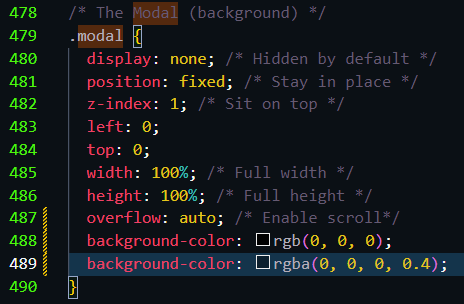 478 /* The Modal (background) */
479 .modal {
480 display: none; /* Hidden by default */
481 position: fixed; /* Stay in place */
482 z-index: 1; /* Sit on top */
483 left: 0;
484 top: 0;
485 width: 100%; /* Full width */
486 height: 100%; /* Full height */
487 overflow: auto; /* Enable scroll*/
488 background-color: rgb(0, 0, 0);
489 background-color: rgba(0, 0, 0, 0.4);
490 }